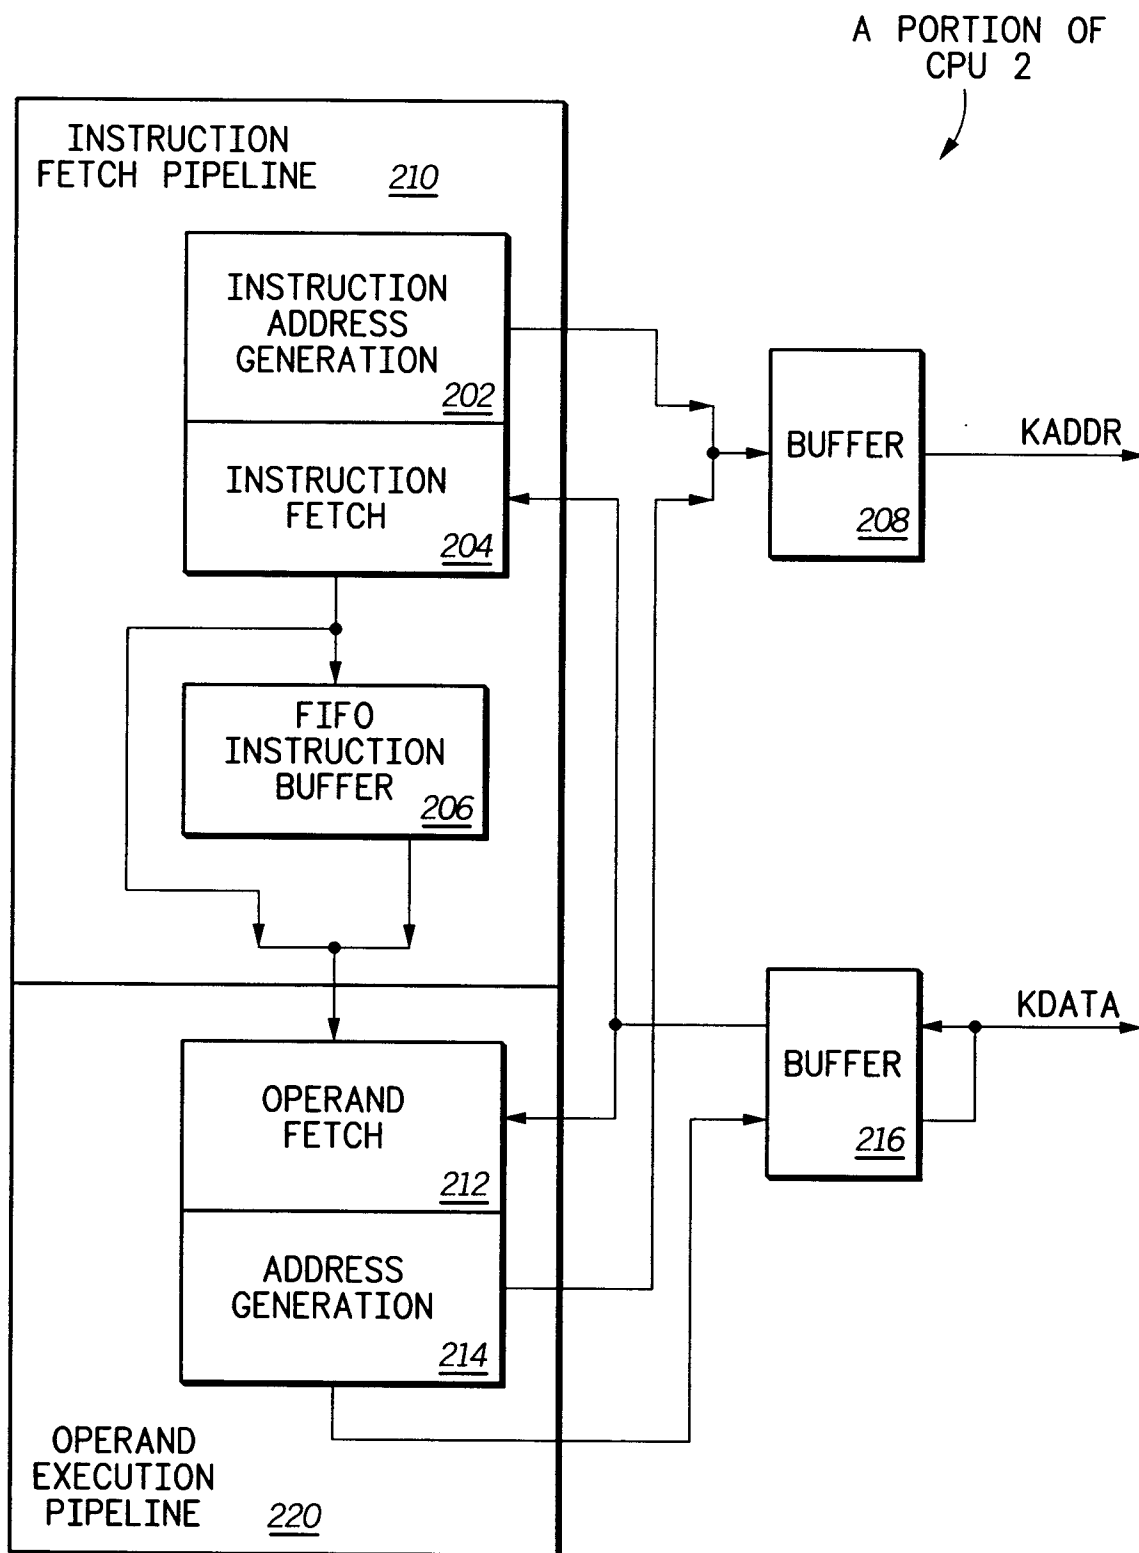 A PORTION OF
CPU 2
INSTRUCTION
FETCH PIPELINE 210
INSTRUCTION
ADDRESS
GENERATION
202
INSTRUCTION
FETCH
204
BUFFER
208
KADDR
FIFO
INSTRUCTION
BUFFER
206
OPERAND
FETCH
212
ADDRESS
GENERATION
214
BUFFER
216
KDATA
OPERAND
EXECUTION
PIPELINE 220